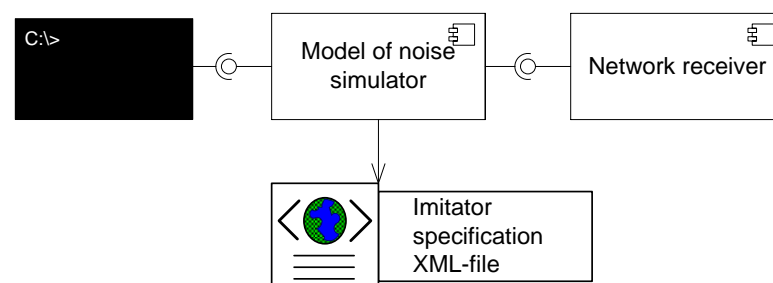 C:\>
Model of noise
simulator
Network receiver
Imitator
specification
XML-file